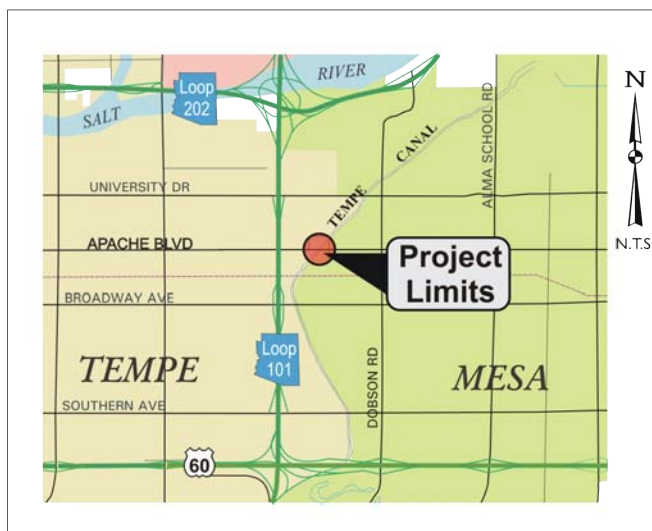 RIVER
Loop
202
SALT
N
ALMA SCHOOL RD
CANAL
TEMPE
UNIVERSITY DR
APACHE BLVD
N.T.S
Project
Limits
BROADWAY AVE
Loop
101
TEMPE
DOBSON RD
MESA
SOUTHERN AVE
60